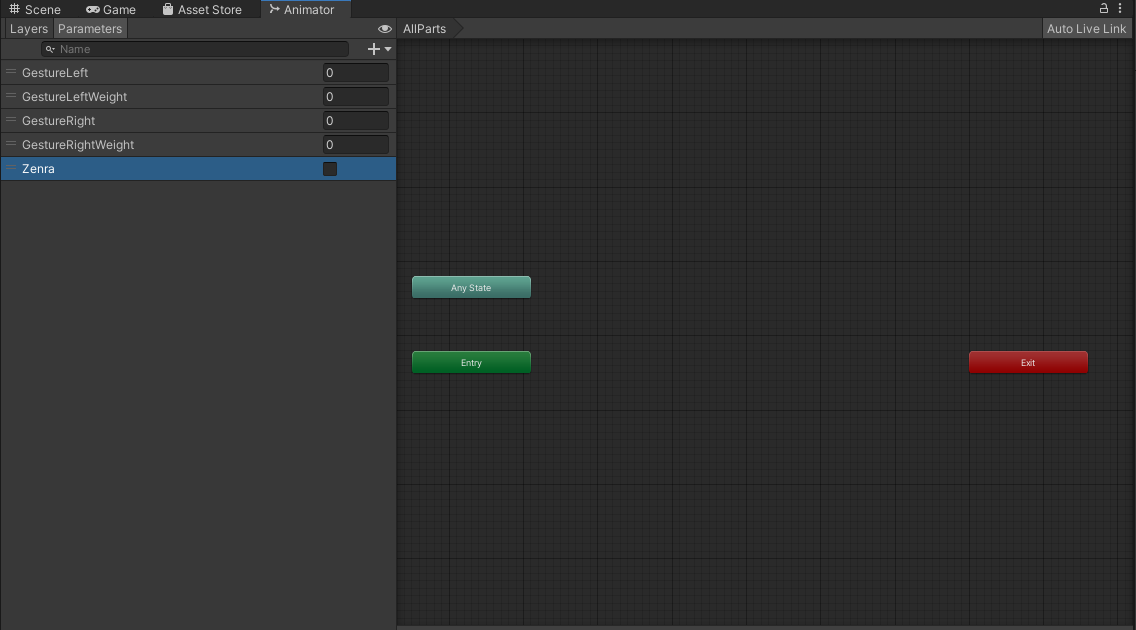 Scene Game Asset Store Animator
Layers Parameters AllParts Auto Live Link
Name
GestureLeft 0
GestureLeftWeight 0
GestureRight 0
GestureRightWeight 0
Zenra
Any State
Entry Exit